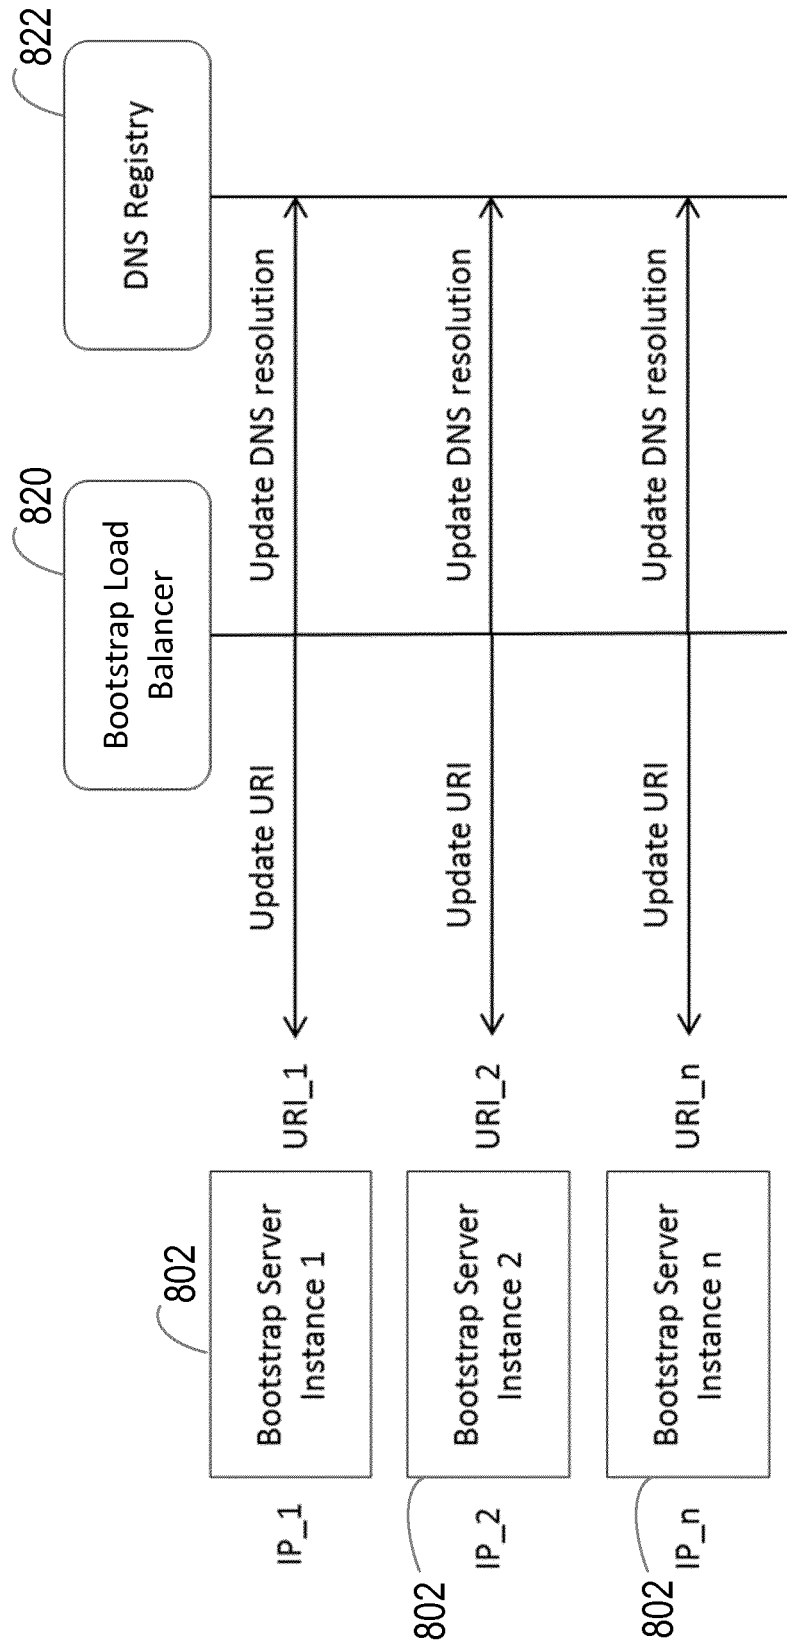 820
822
Bootstrap Load
Balancer
DNS Registry
802
IP_1
Bootstrap Server
Instance 1
URI_1
Update URI
Update DNS resolution
802
IP_2
Bootstrap Server
Instance 2
URI_2
Update URI
Update DNS resolution
802
IP_n
Bootstrap Server
Instance n
URI_n
Update URI
Update DNS resolution